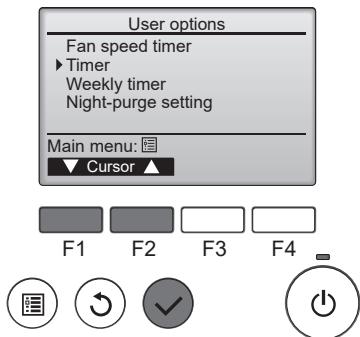 User options
Fan speed timer
Timer
Weekly timer
Night-purge setting
Main menu:
Cursor
F1 F2 F3 F4